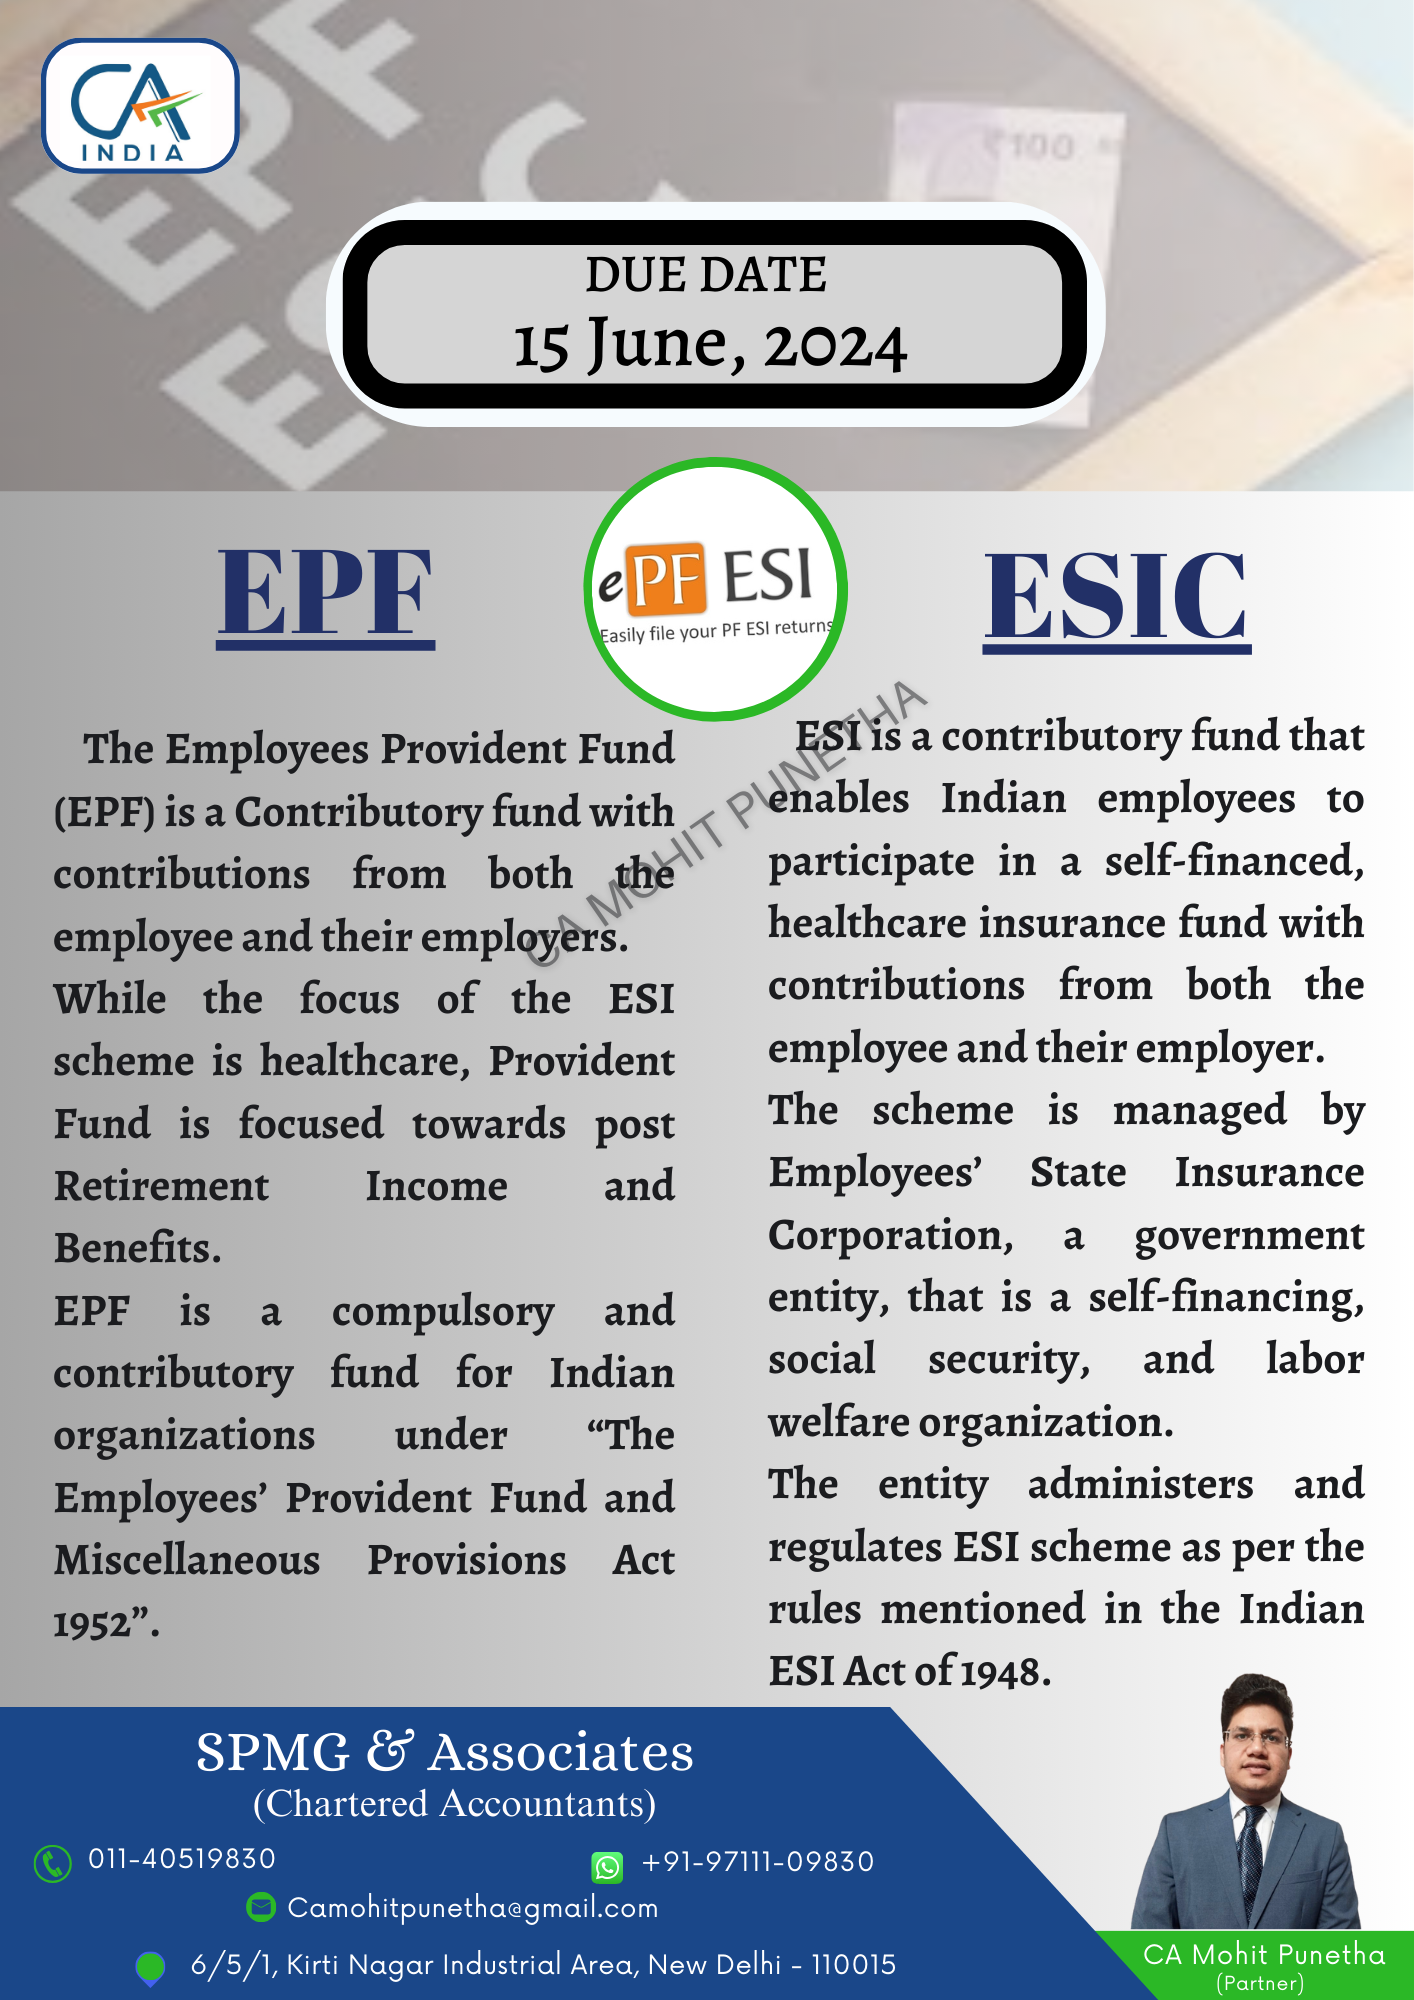 CA
INDIA
EPF
ESIC
₹100
DUE DATE
15 June, 2024
EPF
ePF ESI
Easily file your PF ESI returns
ESIC
The Employees Provident Fund
(EPF) is a Contributory fund with
contributions from both the
employee and their employers.
While the focus of the ESI
scheme is healthcare, Provident
Fund is focused towards post
Retirement Income and
Benefits.
EPF is a compulsory and
contributory fund for Indian
organizations under “The
Employees’ Provident Fund and
Miscellaneous Provisions Act
1952”.
ESI is a contributory fund that
enables Indian employees to
participate in a self-financed,
healthcare insurance fund with
contributions from both the
employee and their employer.
The scheme is managed by
Employees’ State Insurance
Corporation, a government
entity, that is a self-financing,
social security, and labor
welfare organization.
The entity administers and
regulates ESI scheme as per the
rules mentioned in the Indian
ESI Act of 1948.
CA MOHIT PUNETHA
SPMG & Associates
(Chartered Accountants)
011-40519830
+91-97111-09830
Camohitpunetha@gmail.com
6/5/1, Kirti Nagar Industrial Area, New Delhi - 110015
CA Mohit Punetha
(Partner)